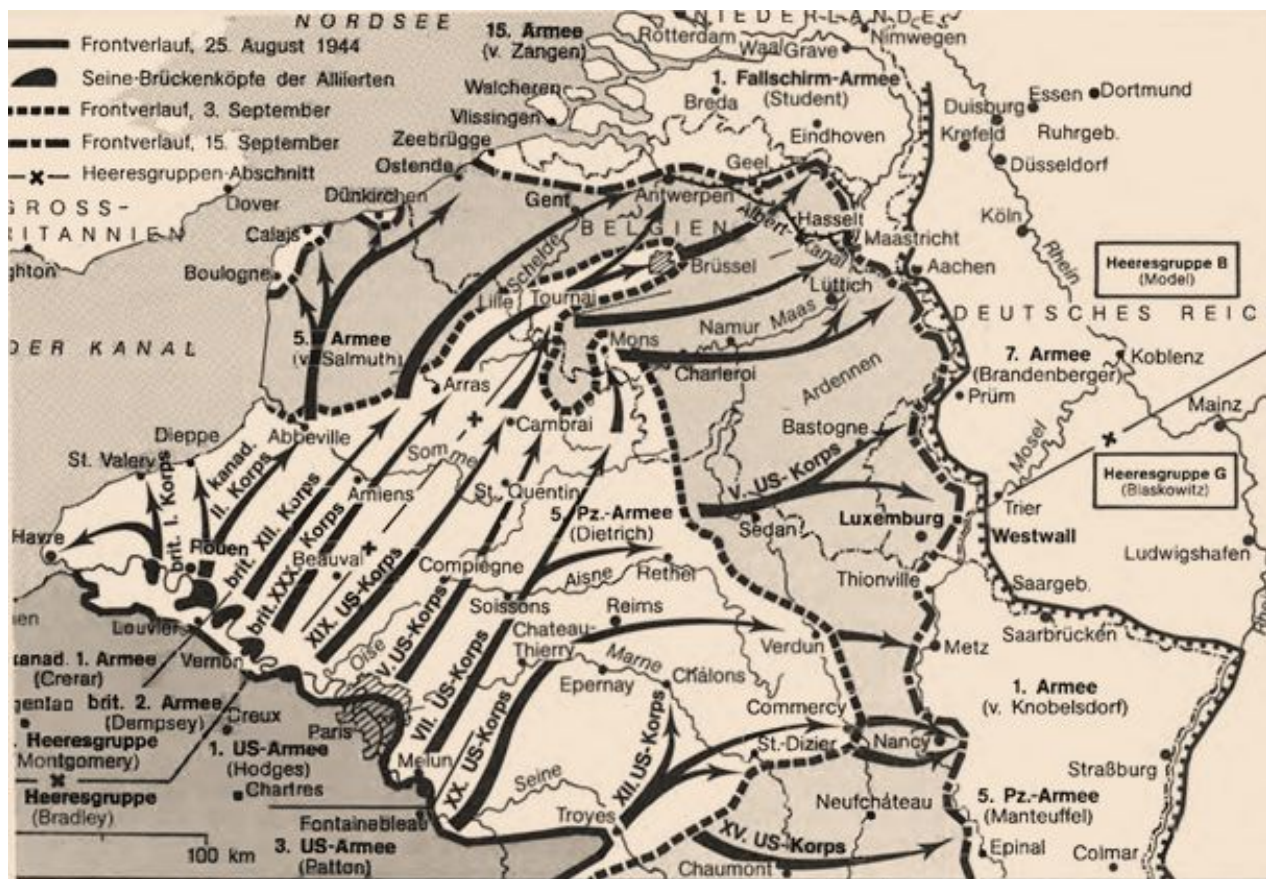 NORDSEE
Frontverlauf, 25. August 1944
Seine-Brückenköpfe der Alliierten
Frontverlauf, 3. September
Frontverlauf, 15. September
Heeresgruppen-Abschnitt
15. Armee
(v. Zangen)
NIEDERLANDE
Rotterdam
Waal
Grave
Nimwegen
1. Fallschirm-Armee
(Student)
Breda
Eindhoven
Walcheren
Vlissingen
Zeebrügge
Ostende
Dünkirchen
Duisburg
Essen
Dortmund
Krefeld
Ruhrgeb.
Düsseldorf
Köln
Rhein
GROSS-
RITANNIEN
Dover
ghton
Calais
Boulogne
DER KANAL
Gent
Antwerpen
Geel
BELGIEN
Albert-Kanal
Hasselt
Maastricht
Aachen
Schelde
Brüssel
Lille
Tournai
Lüttich
Maas
Namur
Mons
Charleroi
Ardennen
Heeresgruppe B
(Model)
DEUTSCHES REIC
5. Armee
(v. Salmuth)
7. Armee
(Brandenberger)
Koblenz
Prüm
Mosel
Mainz
Arras
Cambrai
Bastogne
Dieppe
Abbeville
Somme
St. Valery
Amiens
St. Quentin
V. US-Korps
Sedan
Luxemburg
Trier
Westwall
Heeresgruppe G
(Blaskowitz)
Ludwigshafen
Havre
brit. I. Korps
kanad.
II. Korps
brit. XII. Korps
brit. XXX. Korps
XIX. US-Korps
V. US-Korps
VII. US-Korps
XX. US-Korps
XII. US-Korps
XV. US-Korps
Rouen
Beauval
Compiègne
5. Pz.-Armee
(Dietrich)
Aisne
Rethel
Soissons
Reims
Thionville
Saargeb.
Saarbrücken
Louvier
Vernon
Oise
Chateau-
Thierry
Marne
Epernay
Châlons
Verdun
Metz
kanad. 1. Armee
(Crerar)
brit. 2. Armee
(Dempsey)
Dreux
Paris
Heeresgruppe
Montgomery)
1. US-Armee
(Hodges)
Chartres
Melun
Heeresgruppe
(Bradley)
Fontainebleau
3. US-Armee
(Patton)
100 km
Seine
Troyes
Commercy
St.-Dizier
Nancy
1. Armee
(v. Knobelsdorf)
Straßburg
Neufchâteau
5. Pz.-Armee
(Manteuffel)
Chaumont
Epinal
Colmar